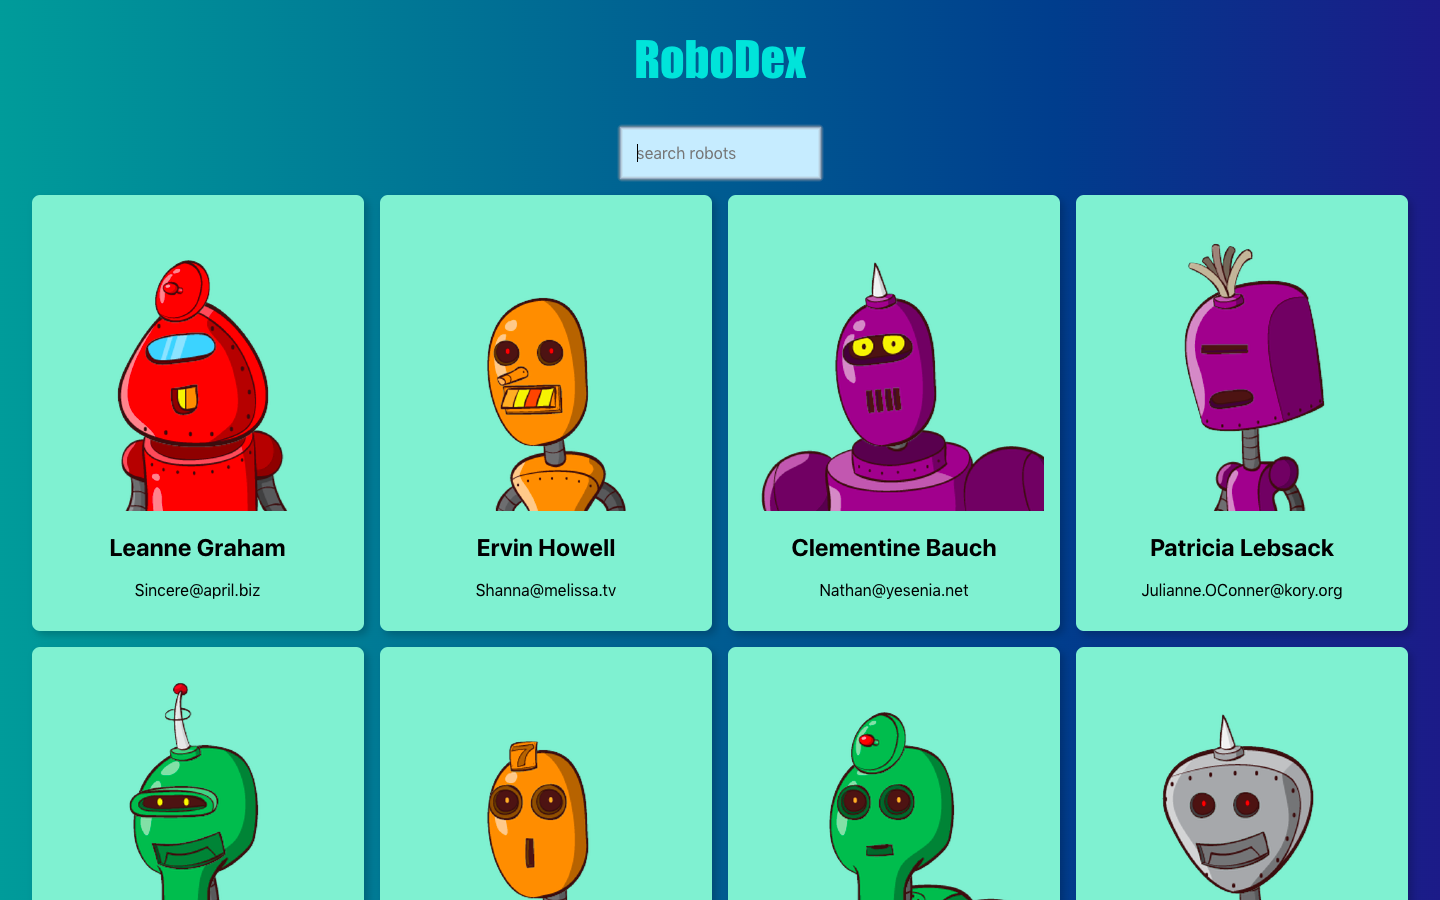 RoboDex
search robots
Leanne Graham
Sincere@april.biz
Ervin Howell
Shanna@melissa.tv
Clementine Bauch
Nathan@yesenia.net
Patricia Lebsack
Julianne.OConner@kory.org
7